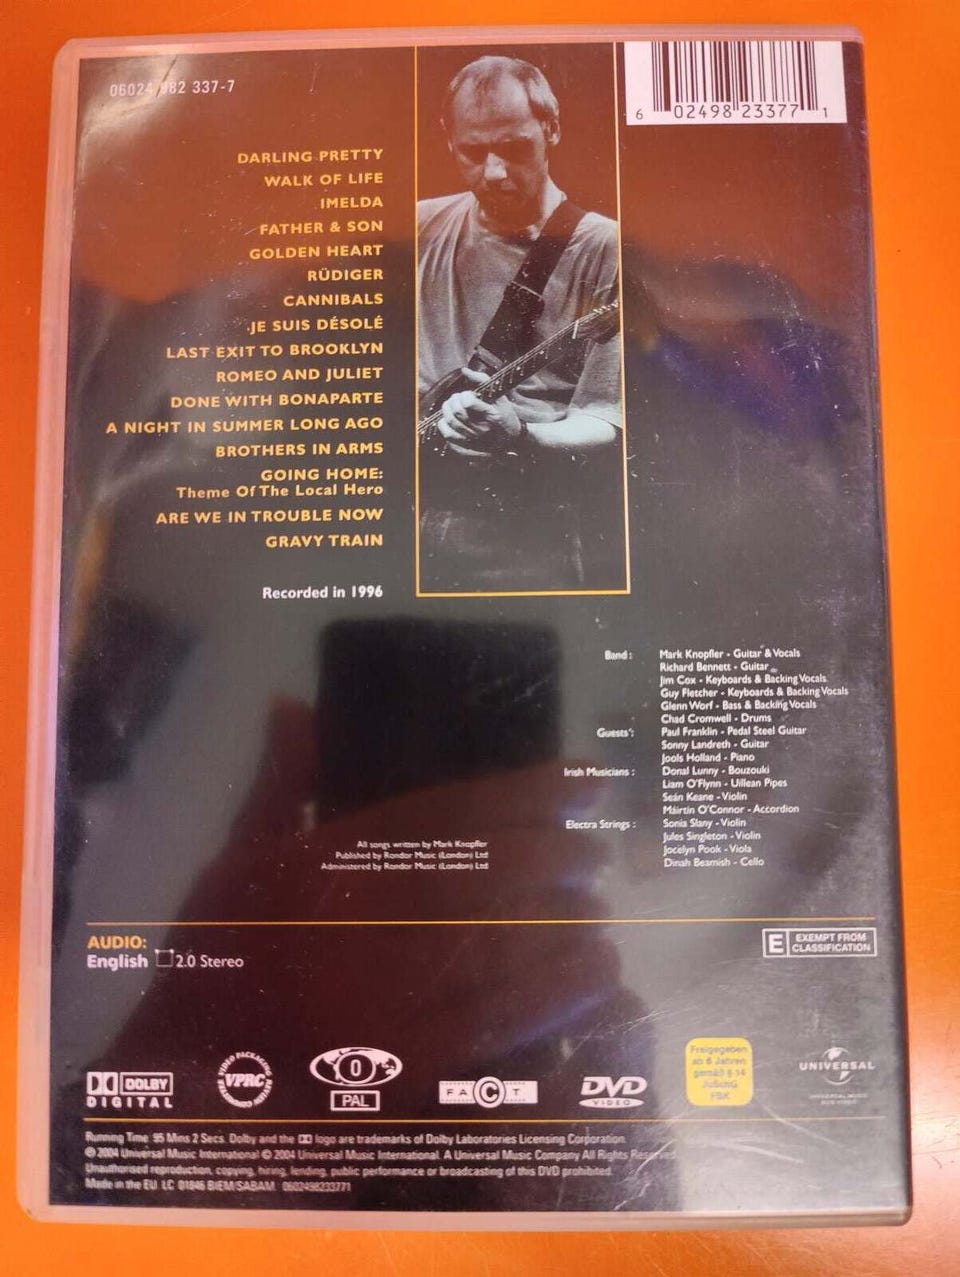 06024 982 337-7
6 02498 23377 1
DARLING PRETTY
WALK OF LIFE
IMELDA
FATHER & SON
GOLDEN HEART
RÜDIGER
CANNIBALS
JE SUIS DÉSOLÉ
LAST EXIT TO BROOKLYN
ROMEO AND JULIET
DONE WITH BONAPARTE
A NIGHT IN SUMMER LONG AGO
BROTHERS IN ARMS
GOING HOME:
Theme Of The Local Hero
ARE WE IN TROUBLE NOW
GRAVY TRAIN
Recorded in 1996
Band: Mark Knopfler - Guitar & Vocals
Richard Bennett - Guitar
Jim Cox - Keyboards & Backing Vocals
Guy Fletcher - Keyboards & Backing Vocals
Glenn Worf - Bass & Backing Vocals
Chad Cromwell - Drums
Guests: Paul Franklin - Pedal Steel Guitar
Sonny Landreth - Guitar
Jools Holland - Piano
Irish Musicians: Donal Lunny - Bouzouki
Liam O'Flynn - Uillean Pipes
Seán Keane - Violin
Máirtin O'Connor - Accordion
Electra Strings: Sonia Slany - Violin
Jules Singleton - Violin
Jocelyn Pook - Viola
Dinah Beamish - Cello
All songs written by Mark Knopfler
Published by Rondor Music (London) Ltd
Administered by Rondor Music (London) Ltd
AUDIO:
English 2.0 Stereo
E EXEMPT FROM
CLASSIFICATION
DOLBY
DIGITAL
VIDEO PACKAGING
VPRC
0
PAL
FACT
DVD
VIDEO
Freigegeben
ab 6 Jahren
gemäß § 14
JuSchG
FSK
UNIVERSAL
Running Time: 95 Mins 2 Secs. Dolby and the logo are trademarks of Dolby Laboratories Licensing Corporation.
℗ 2004 Universal Music International © 2004 Universal Music International. A Universal Music Company All Rights Reserved.
Unauthorised reproduction, copying, hiring, lending, public performance or broadcasting of this DVD prohibited.
Made in the EU. LC 01846 BIEM/SABAM 0602498233771